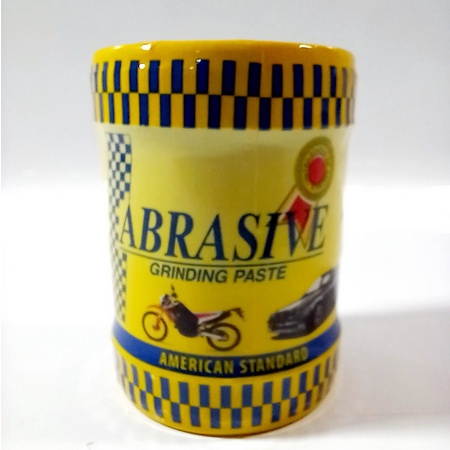 ABRASIVE
GRINDING PASTE
AMERICAN STANDARD